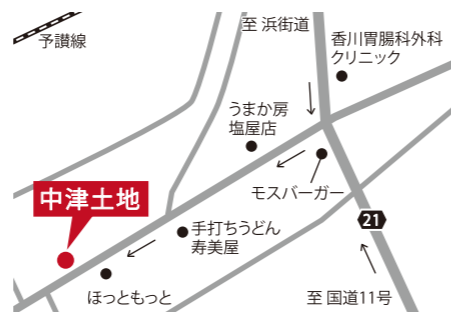 至 浜街道
予讃線
香川胃腸科外科
クリニック
うまか房
塩屋店
モスバーガー
中津土地
21
手打ちうどん
寿美屋
ほっともっと
至 国道11号